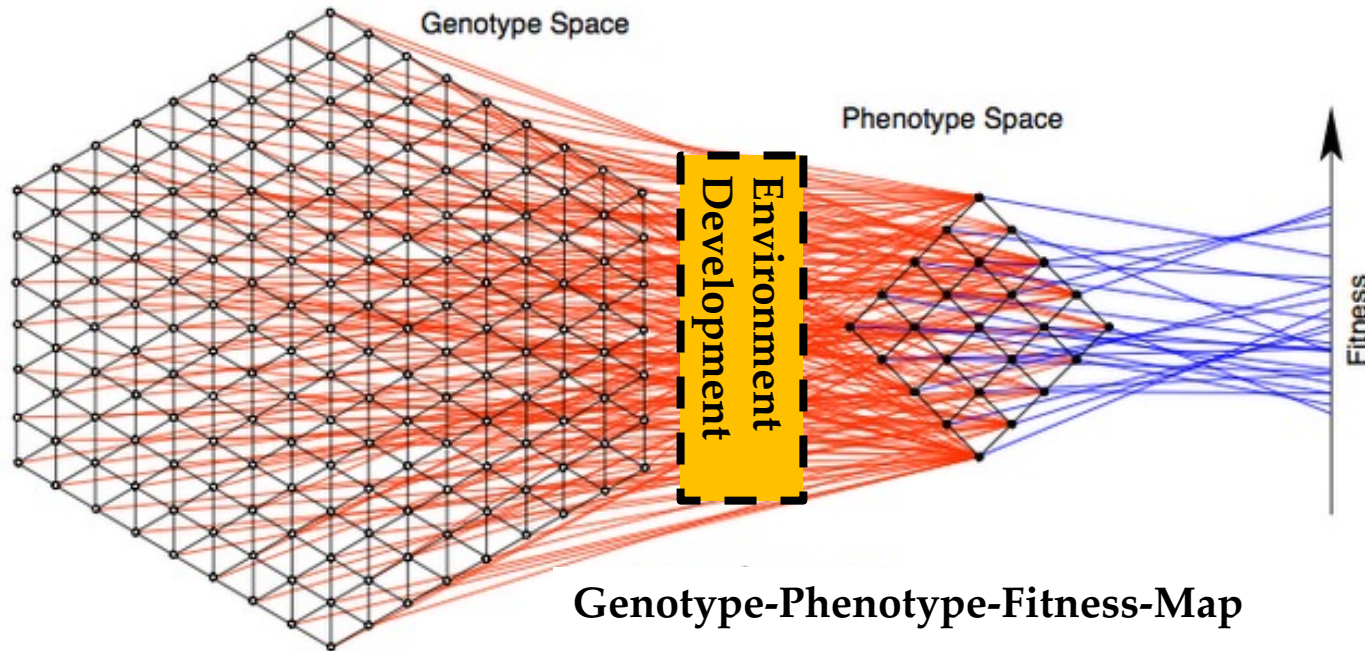 Genotype Space
Phenotype Space
Environment
Development
Fitness
Genotype-Phenotype-Fitness-Map